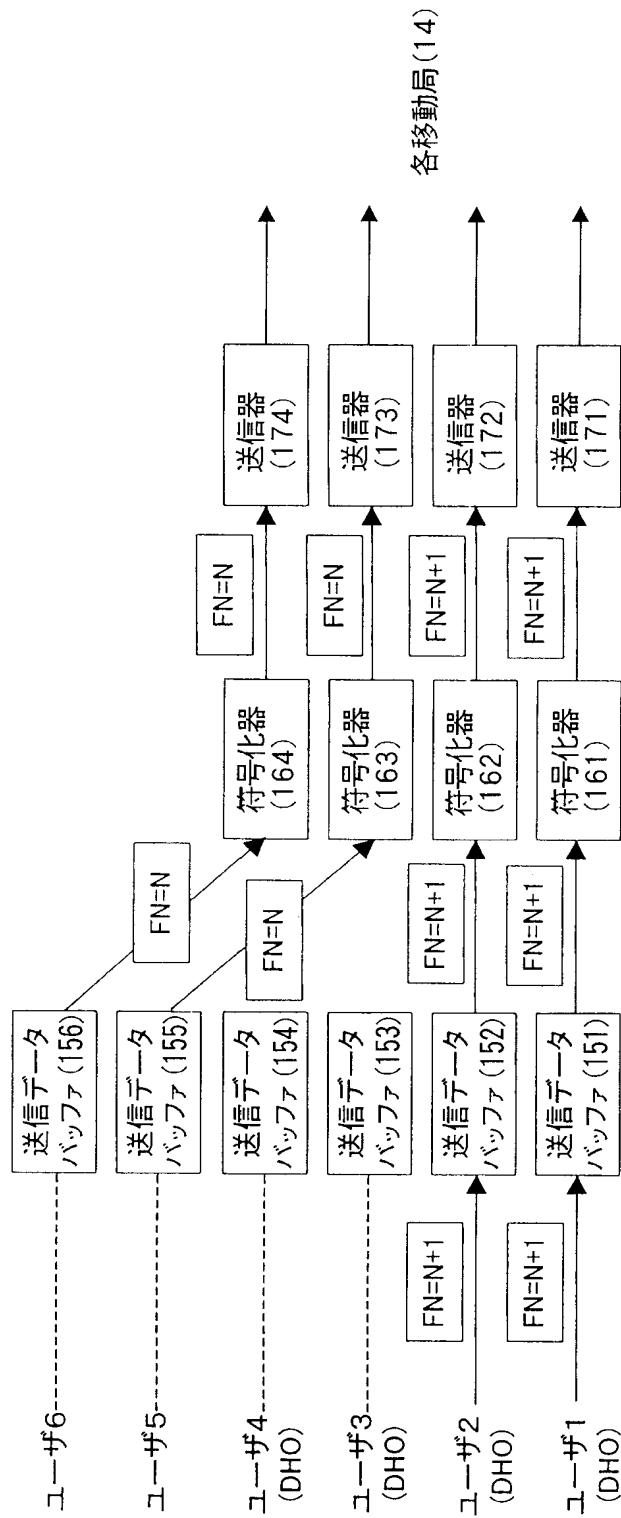 ユーザ6
送信データ
バッファ(156)
FN=N
ユーザ5
送信データ
バッファ(155)
FN=N
符号化器
(164)
FN=N
送信器
(174)
ユーザ4
(DHO)
送信データ
バッファ(154)
符号化器
(163)
FN=N
送信器
(173)
ユーザ3
(DHO)
送信データ
バッファ(153)
各移動局(14)
ユーザ2
(DHO)
FN=N+1
送信データ
バッファ(152)
FN=N+1
符号化器
(162)
FN=N+1
送信器
(172)
ユーザ1
(DHO)
FN=N+1
送信データ
バッファ(151)
FN=N+1
符号化器
(161)
FN=N+1
送信器
(171)